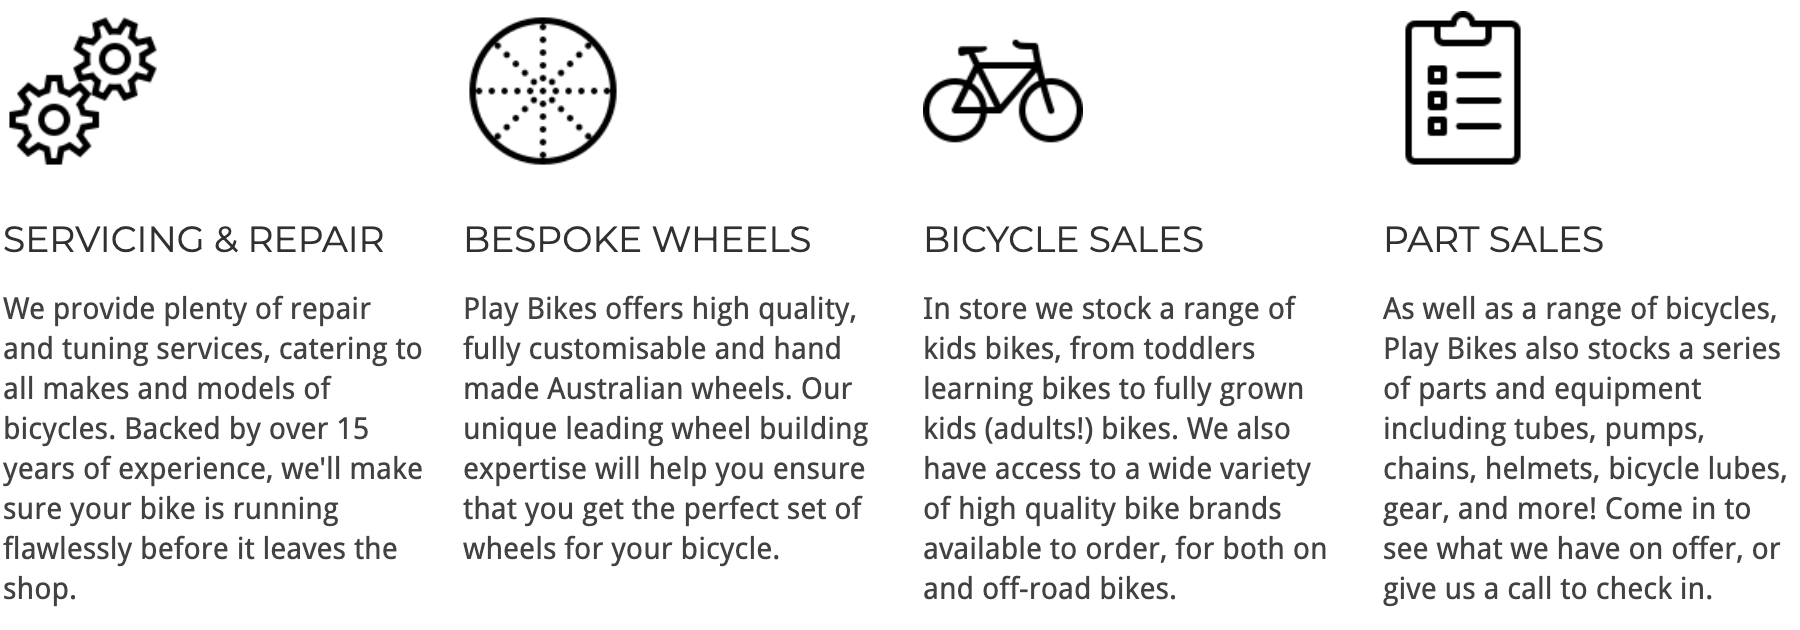 SERVICING & REPAIR
We provide plenty of repair
and tuning services, catering to
all makes and models of
bicycles. Backed by over 15
years of experience, we'll make
sure your bike is running
flawlessly before it leaves the
shop.
BESPOKE WHEELS
Play Bikes offers high quality,
fully customisable and hand
made Australian wheels. Our
unique leading wheel building
expertise will help you ensure
that you get the perfect set of
wheels for your bicycle.
BICYCLE SALES
In store we stock a range of
kids bikes, from toddlers
learning bikes to fully grown
kids (adults!) bikes. We also
have access to a wide variety
of high quality bike brands
available to order, for both on
and off-road bikes.
PART SALES
As well as a range of bicycles,
Play Bikes also stocks a series
of parts and equipment
including tubes, pumps,
chains, helmets, bicycle lubes,
gear, and more! Come in to
see what we have on offer, or
give us a call to check in.